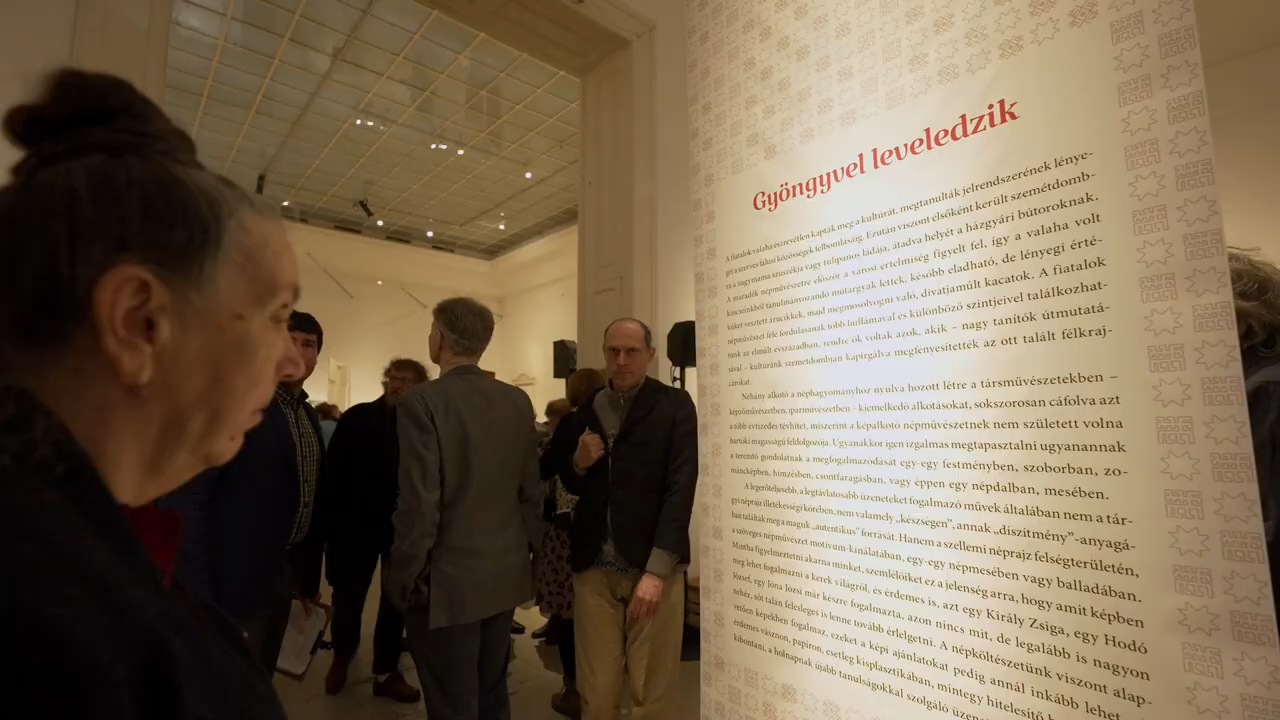 Gyöngyvel leveledzik
A fiatalok valaha észrevétlen kapták meg a kultúrát, megtanulták jelrendszerének lénye-
gét a szerves falusi közösségek felbomlásáig. Ezután viszont elsőként került szemétdomb-
ra a nagymama szuszékja vagy tulipános ládája, átadva helyét a házgyári bútoroknak.
A maradék népművészetre először a városi értelmiség figyelt fel, így a valaha volt
kincseinkből tanulmányozandó műtárgyak lettek, később eladható, de lényegi érté-
küket vesztett árucikkek, majd megmosolyogni való, divatjamúlt kacatok. A fiatalok
népművészet felé fordulásának több hullámával és különböző szintjeivel találkozhat-
tunk az elmúlt évszázadban, rendre ők voltak azok, akik – nagy tanítók útmutatá-
sával – kultúránk szemétdombján kapirgálva megfényesítették az ott talált félkraj-
cárokat.
Néhány alkotó a néphagyományhoz nyúlva hozott létre a társművészetekben –
képzőművészetben, iparművészetben – kiemelkedő alkotásokat, sokszorosan cáfolva azt
a több évtizedes tévhitet, miszerint a képalkotó népművészetnek nem született volna
bartóki magasságú feldolgozója. Ugyanakkor igen izgalmas megtapasztalni ugyanannak
a teremtő gondolatnak a megfogalmazódását egy-egy festményben, szoborban, zo-
máncképben, hímzésben, csontfaragásban, vagy éppen egy népdalban, mesében.
A legerőteljesebb, a legtávlatosabb üzeneteket fogalmazó művek általában nem a tár-
gyi néprajz illetékességi körében, nem valamely „készségen”, annak „díszítmény”-anyagá-
ban találták meg a maguk „autentikus” forrását. Hanem a szellemi néprajz felségterületén,
a szöveges népművészet motívum-kínálatában, egy-egy népmesében vagy balladában.
Mintha figyelmeztetni akarna minket, szemlélőiket ez a jelenség arra, hogy amit képben
meg lehet fogalmazni a kerek világról, és érdemes is, azt egy Király Zsiga, egy Hodó
József, egy Jóna Józsi már készre fogalmazta, azon nincs mit, de legalább is nagyon
nehéz, sőt talán felesleges is lenne tovább érlelgetni. A népköltészetünk viszont alap-
vetően képekben fogalmaz, ezeket a képi ajánlatokat pedig annál inkább lehet
érdemes vásznon, papíron, esetleg kisplasztikában, mintegy hitelesítő
kibontani, a holnapnak újabb tanulságokkal szolgáló